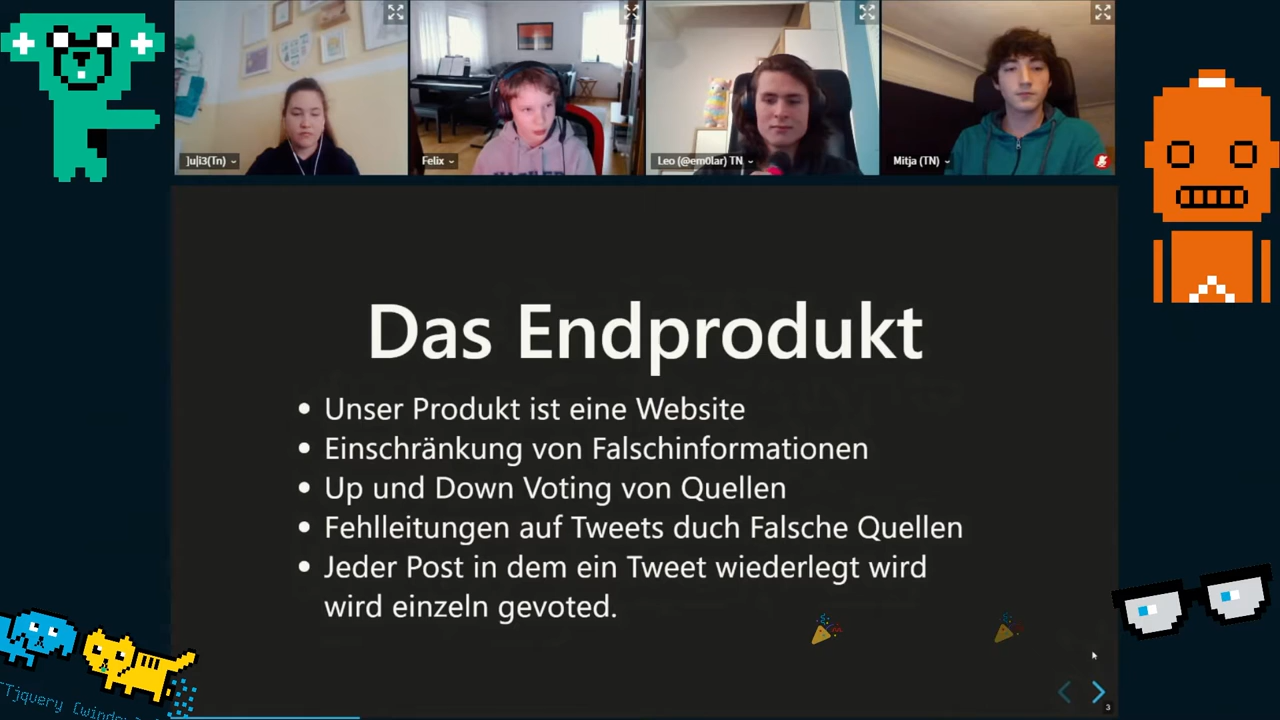 ]u|i3(Tn)
Felix
Leo (@em0lar) TN
Mitja (TN)
Das Endprodukt
Unser Produkt ist eine Website
Einschränkung von Falschinformationen
Up und Down Voting von Quellen
Fehlleitungen auf Tweets duch Falsche Quellen
Jeder Post in dem ein Tweet wiederlegt wird
wird einzeln gevoted.
3